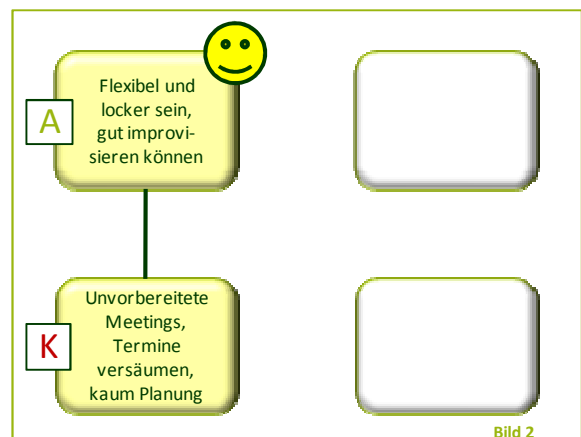 A
Flexibel und
locker sein,
gut improvi-
sieren können
K
Unvorbereitete
Meetings,
Termine
versäumen,
kaum Planung
Bild 2